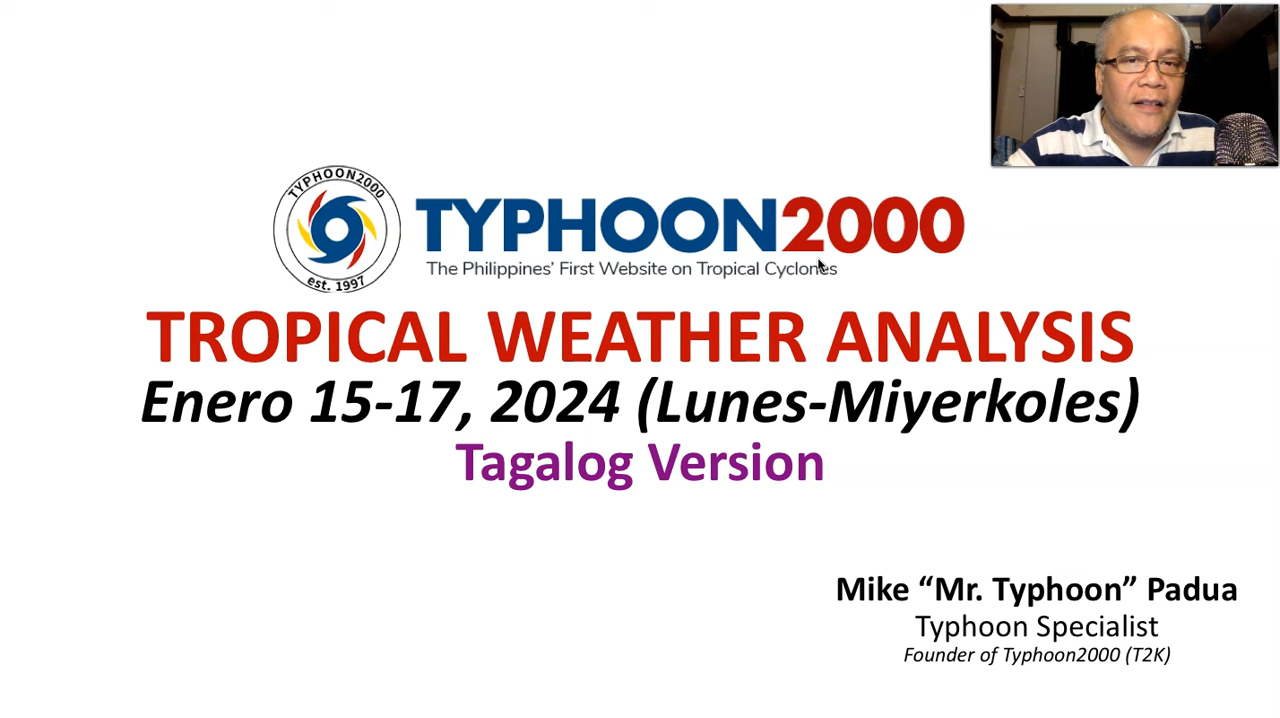 TYPHOON2000
est. 1997
TYPHOON2000
The Philippines' First Website on Tropical Cyclones
TROPICAL WEATHER ANALYSIS
Enero 15-17, 2024 (Lunes-Miyerkoles)
Tagalog Version
Mike “Mr. Typhoon” Padua
Typhoon Specialist
Founder of Typhoon2000 (T2K)